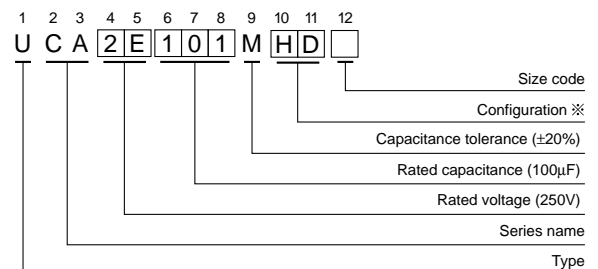 1 2 3 4 5 6 7 8 9 10 11 12
U C A 2 E 1 0 1 M H D
Size code
Configuration ※
Capacitance tolerance (±20%)
Rated capacitance (100µF)
Rated voltage (250V)
Series name
Type